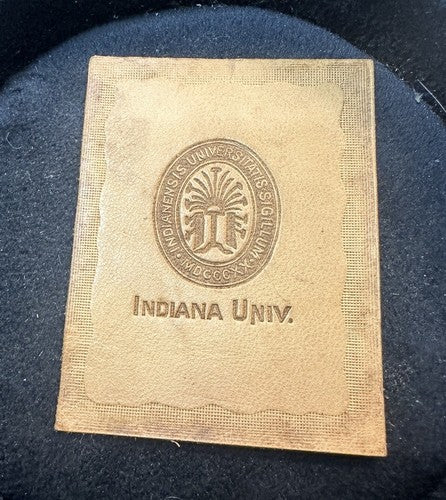 INDIANENSIS UNIVERSITATIS SIGILLUM
MDCCCXX
INDIANA UNIV.